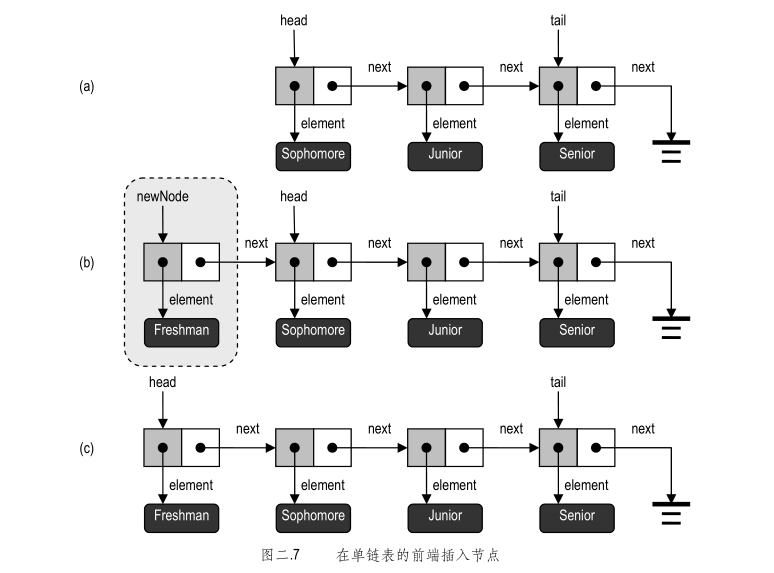 head tail
(a) next next next
element element element
Sophomore Junior Senior
newNode head tail
(b) next next next next
element element element element
Freshman Sophomore Junior Senior
head tail
(c) next next next next
element element element element
Freshman Sophomore Junior Senior
图二.7 在单链表的前端插入节点